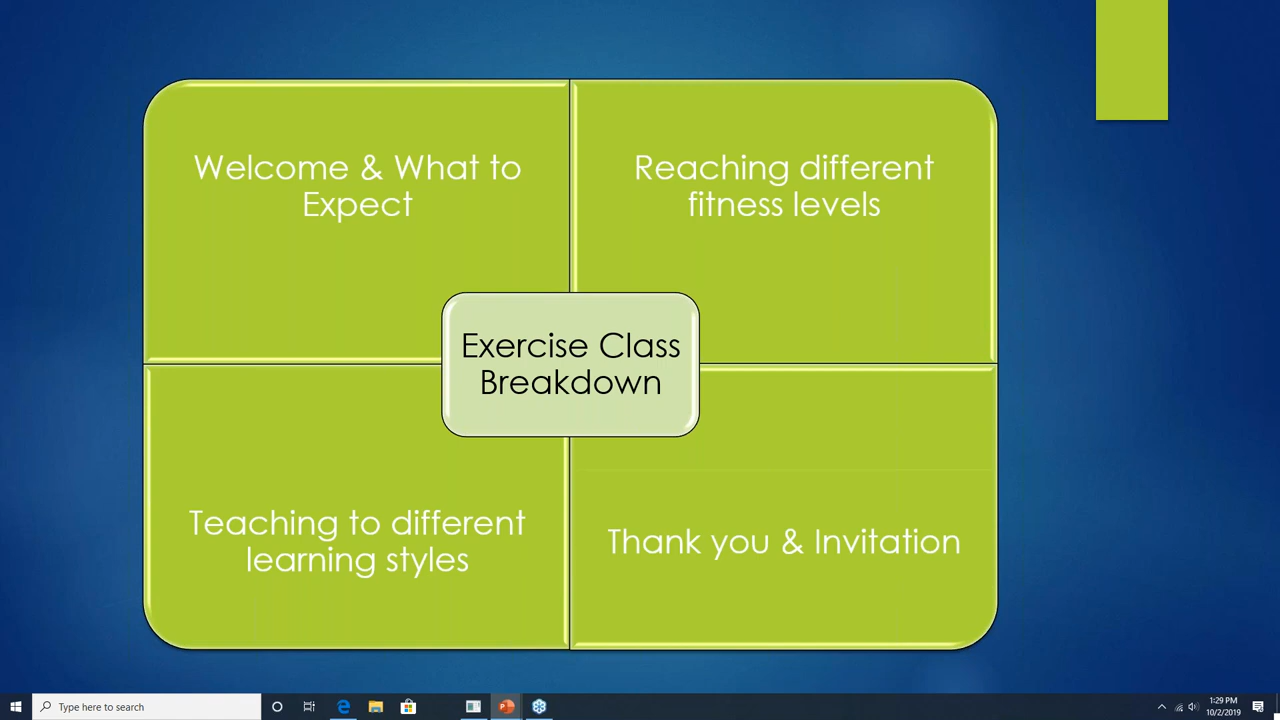 Welcome & What to
Expect
Reaching different
fitness levels
Exercise Class
Breakdown
Teaching to different
learning styles
Thank you & Invitation
Type here to search
1:29 PM
10/2/2019